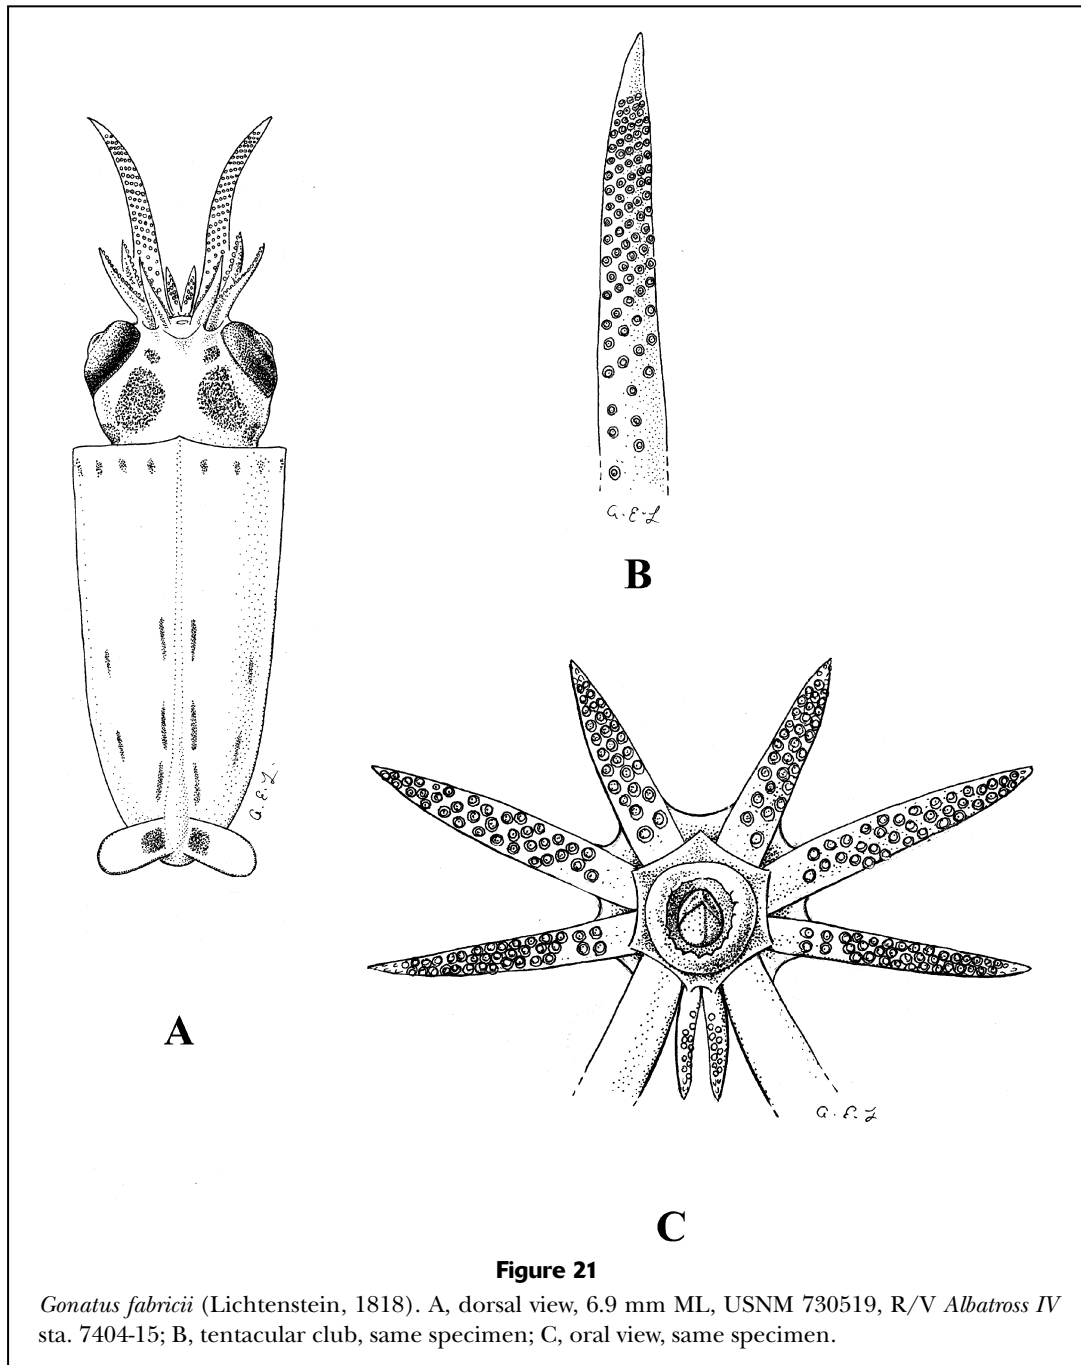 B
A
C
Figure 21
Gonatus fabricii (Lichtenstein, 1818). A, dorsal view, 6.9 mm ML, USNM 730519, R/V Albatross IV
sta. 7404-15; B, tentacular club, same specimen; C, oral view, same specimen.